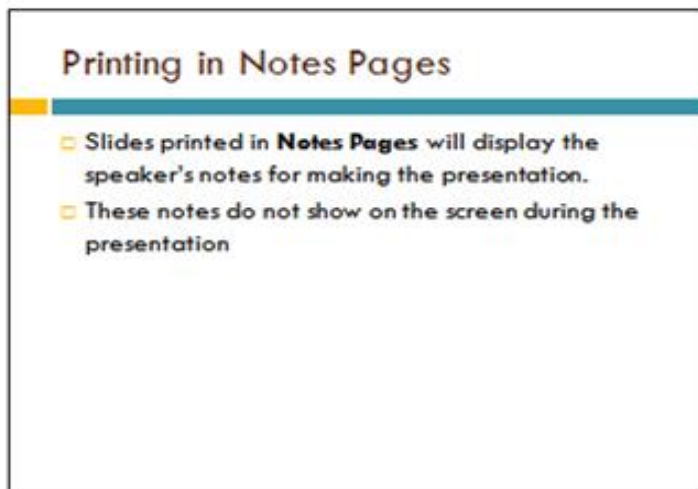 Printing in Notes Pages
Slides printed in Notes Pages will display the
speaker's notes for making the presentation.
These notes do not show on the screen during the
presentation